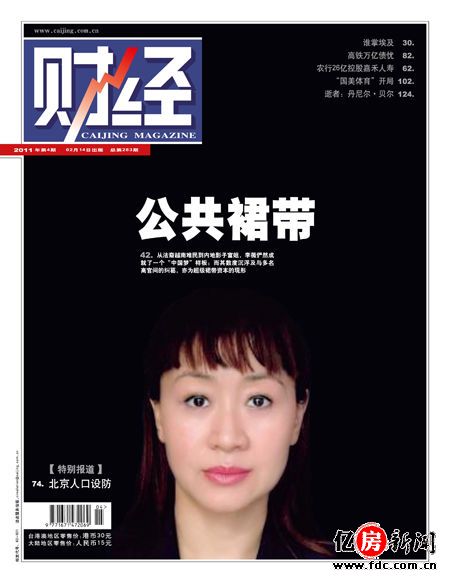 www.caijing.com.cn
财经
CAIJING MAGAZINE
2011年第4期 02月14日出版 总第283期
谁掌埃及 30.
高铁万亿债忧 82.
农行26亿控股嘉禾人寿 62.
“国美体育”开局 102.
逝者：丹尼尔·贝尔 124.
公共裙带
42. 从法裔越南难民到内地影子富姐，李薇俨然成
就了一个“中国梦”样板；而其数度沉浮及与多名
高官间的纠葛，亦为超级裙带资本的现形
【特别报道】
74. 北京人口设防
04
9 771671 472069
台港澳地区零售价：港币30元
大陆地区零售价：人民币15元
亿房新闻
www.fdc.com.cn